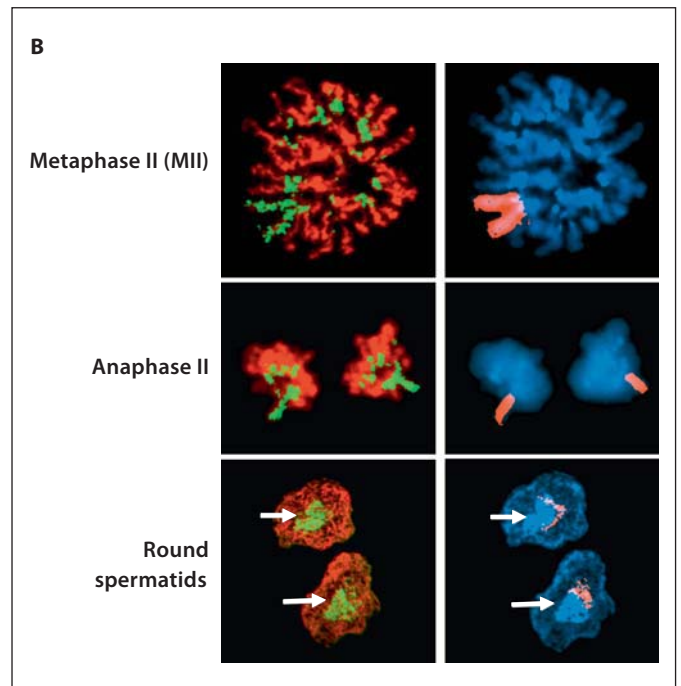 B
Metaphase II (MII)
Anaphase II
Round
spermatids